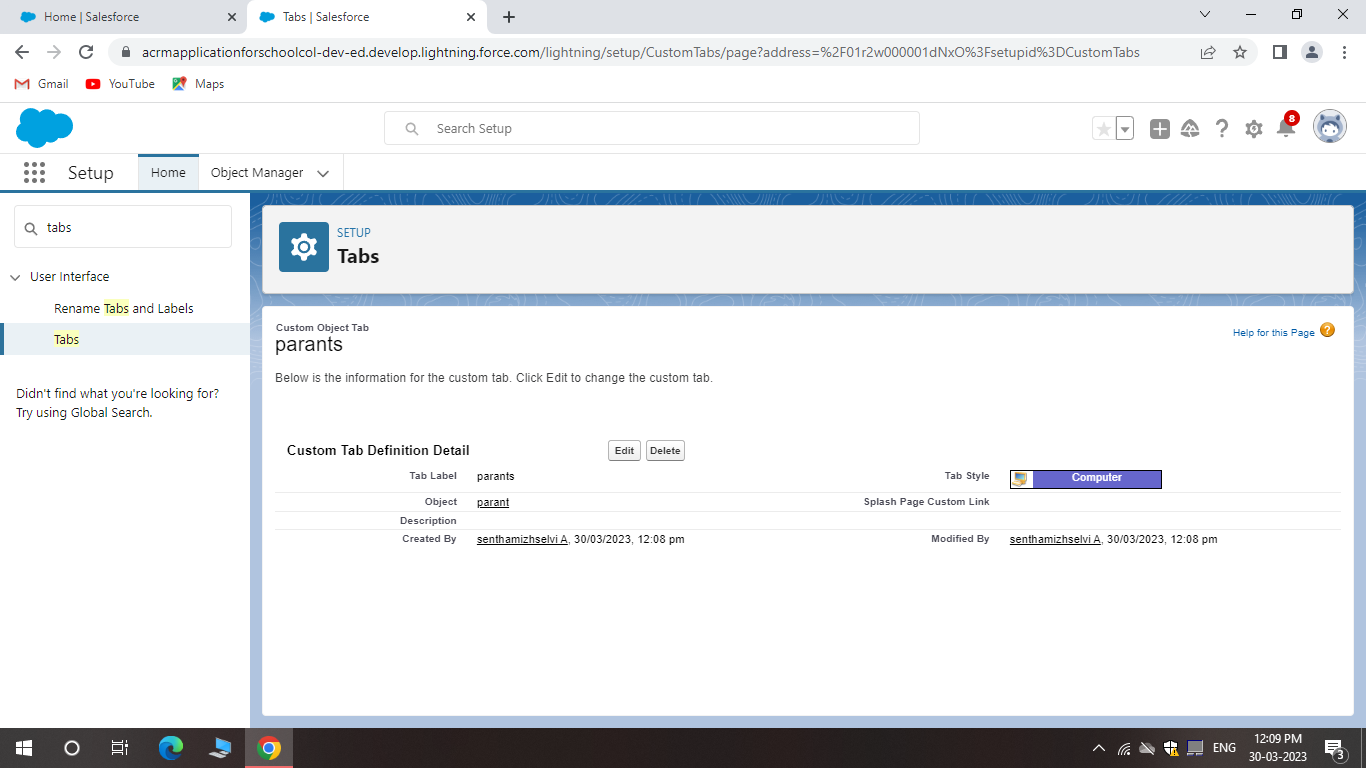 Home | Salesforce
Tabs | Salesforce
acrmapplicationforschoolcol-dev-ed.develop.lightning.force.com/lightning/setup/CustomTabs/page?address=%2F01r2w000001dNxO%3Fsetupid%3DCustomTabs
Gmail YouTube Maps
Search Setup
8
Setup Home Object Manager
tabs
User Interface
Rename Tabs and Labels
Tabs
Didn't find what you're looking for?
Try using Global Search.
SETUP
Tabs
Custom Object Tab
parants
Help for this Page ?
Below is the information for the custom tab. Click Edit to change the custom tab.
Custom Tab Definition Detail Edit Delete
Tab Label parants Tab Style Computer
Object parant Splash Page Custom Link
Description
Created By senthamizhselvi A, 30/03/2023, 12:08 pm Modified By senthamizhselvi A, 30/03/2023, 12:08 pm
ENG
12:09 PM
30-03-2023
3